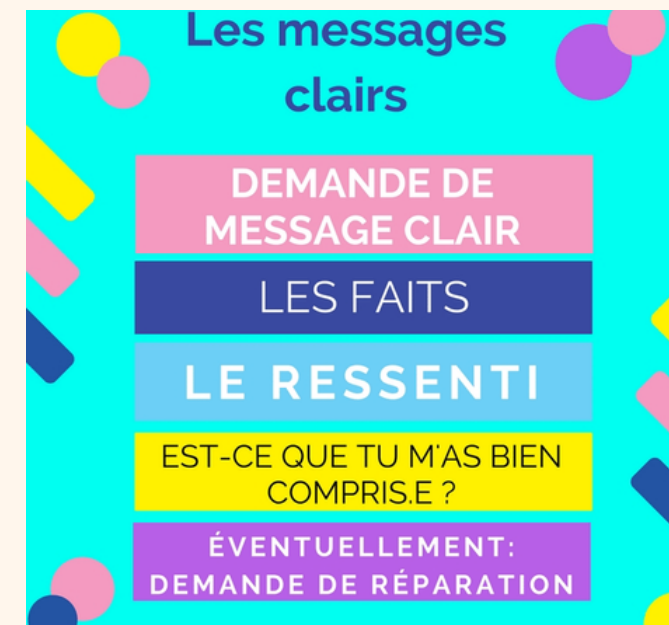 Les messages
clairs
DEMANDE DE
MESSAGE CLAIR
LES FAITS
LE RESSENTI
EST-CE QUE TU M'AS BIEN
COMPRIS.E ?
ÉVENTUELLEMENT:
DEMANDE DE RÉPARATION